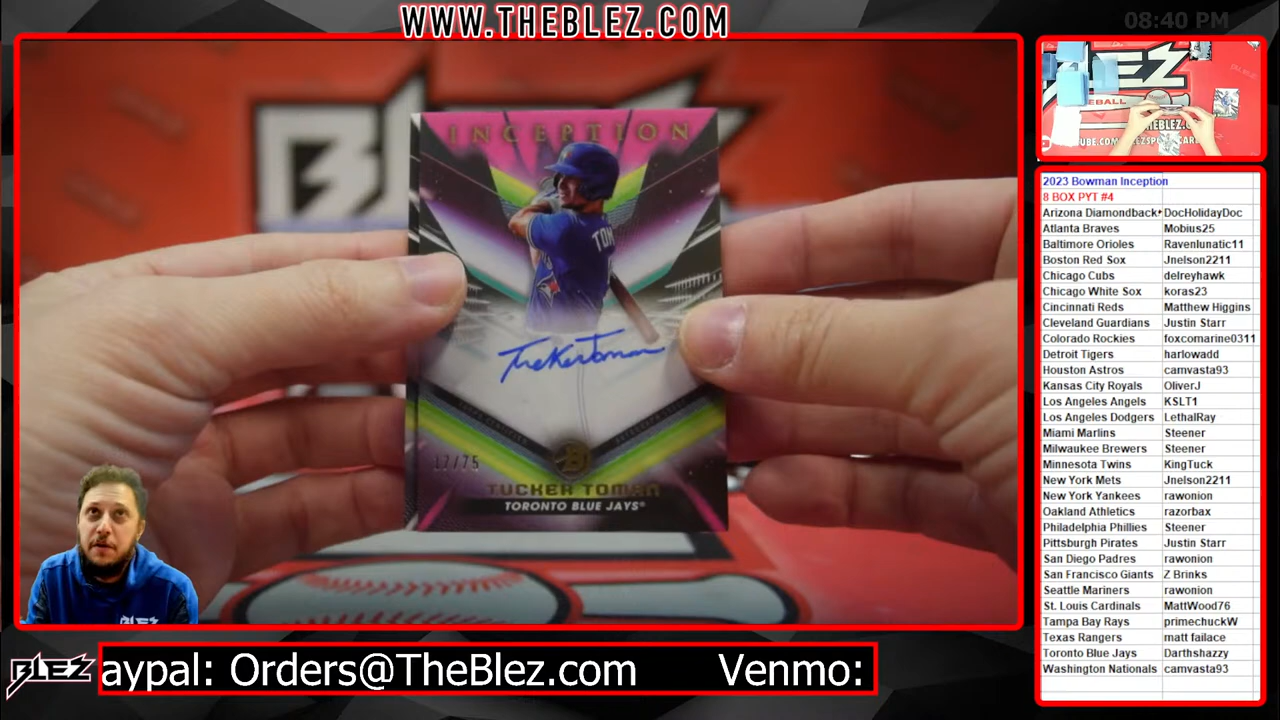 WWW.THEBLEZ.COM
08:40 PM
INCEPTION
TOM
Tucker Toman
12/75
TUCKER TOMAN
TORONTO BLUE JAYS®
EBALL
THEBLEZ.C
2023 Bowman Inception
8 BOX PYT #4
Arizona Diamondback DocHolidayDoc
Atlanta Braves Mobius25
Baltimore Orioles Ravenlunatic11
Boston Red Sox Jnelson2211
Chicago Cubs delreyhawk
Chicago White Sox koras23
Cincinnati Reds Matthew Higgins
Cleveland Guardians Justin Starr
Colorado Rockies foxcomarine0311
Detroit Tigers harlowadd
Houston Astros camvasta93
Kansas City Royals OliverJ
Los Angeles Angels KSLT1
Los Angeles Dodgers LethalRay
Miami Marlins Steener
Milwaukee Brewers Steener
Minnesota Twins KingTuck
New York Mets Jnelson2211
New York Yankees rawonion
Oakland Athletics razorbax
Philadelphia Phillies Steener
Pittsburgh Pirates Justin Starr
San Diego Padres rawonion
San Francisco Giants Z Brinks
Seattle Mariners rawonion
St. Louis Cardinals MattWood76
Tampa Bay Rays primechuckW
Texas Rangers matt failace
Toronto Blue Jays Darthshazzy
Washington Nationals camvasta93
BLEZ
aypal: Orders@TheBlez.com Venmo: